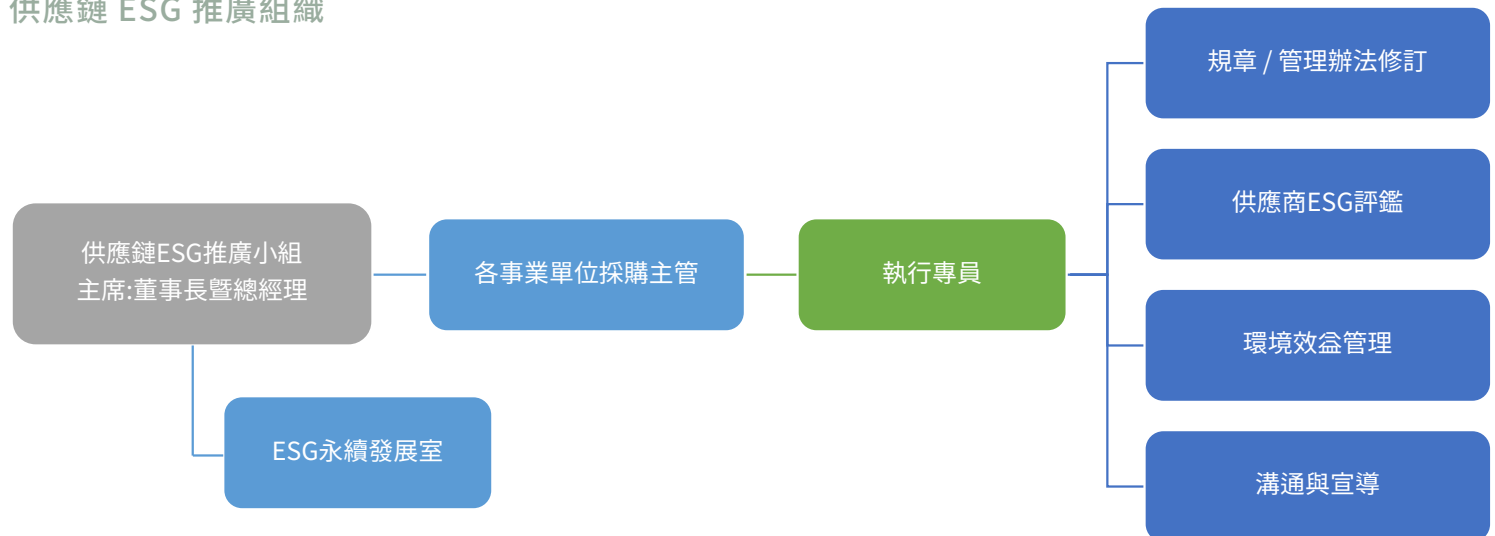 供應鏈 ESG 推廣組織
供應鏈ESG推廣小組
主席:董事長暨總經理
ESG永續發展室
各事業單位採購主管
執行專員
規章 / 管理辦法修訂
供應商ESG評鑑
環境效益管理
溝通與宣導